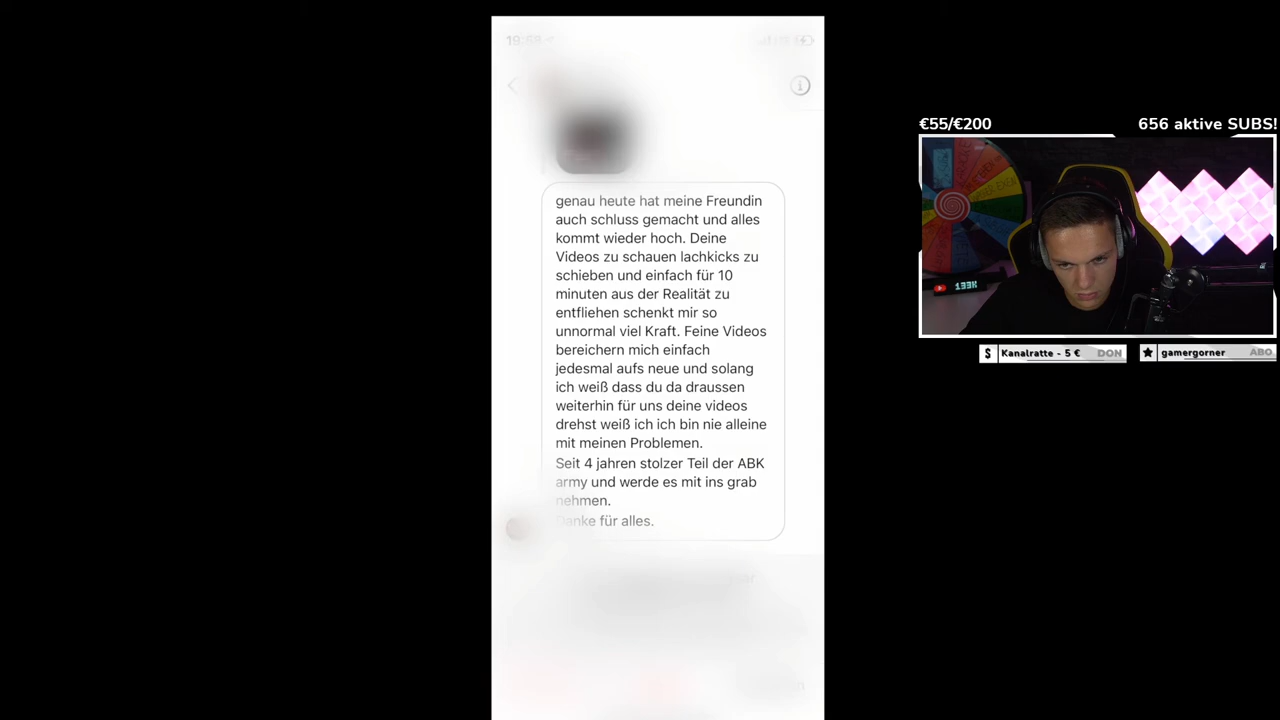 19:58
genau heute hat meine Freundin
auch schluss gemacht und alles
kommt wieder hoch. Deine
Videos zu schauen lachkicks zu
schieben und einfach für 10
minuten aus der Realität zu
entfliehen schenkt mir so
unnormal viel Kraft. Feine Videos
bereichern mich einfach
jedesmal aufs neue und solang
ich weiß dass du da draussen
weiterhin für uns deine videos
drehst weiß ich ich bin nie alleine
mit meinen Problemen.
Seit 4 jahren stolzer Teil der ABK
army und werde es mit ins grab
nehmen.
Danke für alles.
€55/€200
656 aktive SUBS!
133K
$ Kanalratte - 5 € DON
gamergorner ABO